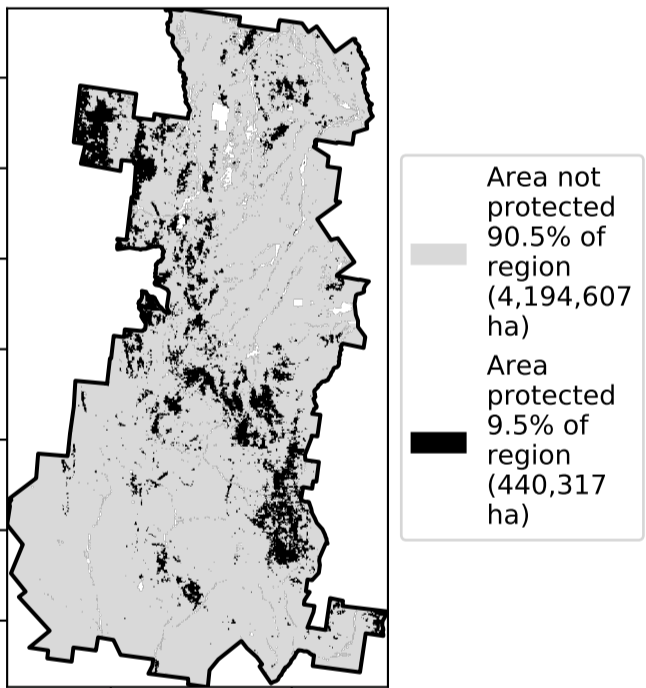 Area not
protected
90.5% of
region
(4,194,607
ha)
Area
protected
9.5% of
region
(440,317
ha)